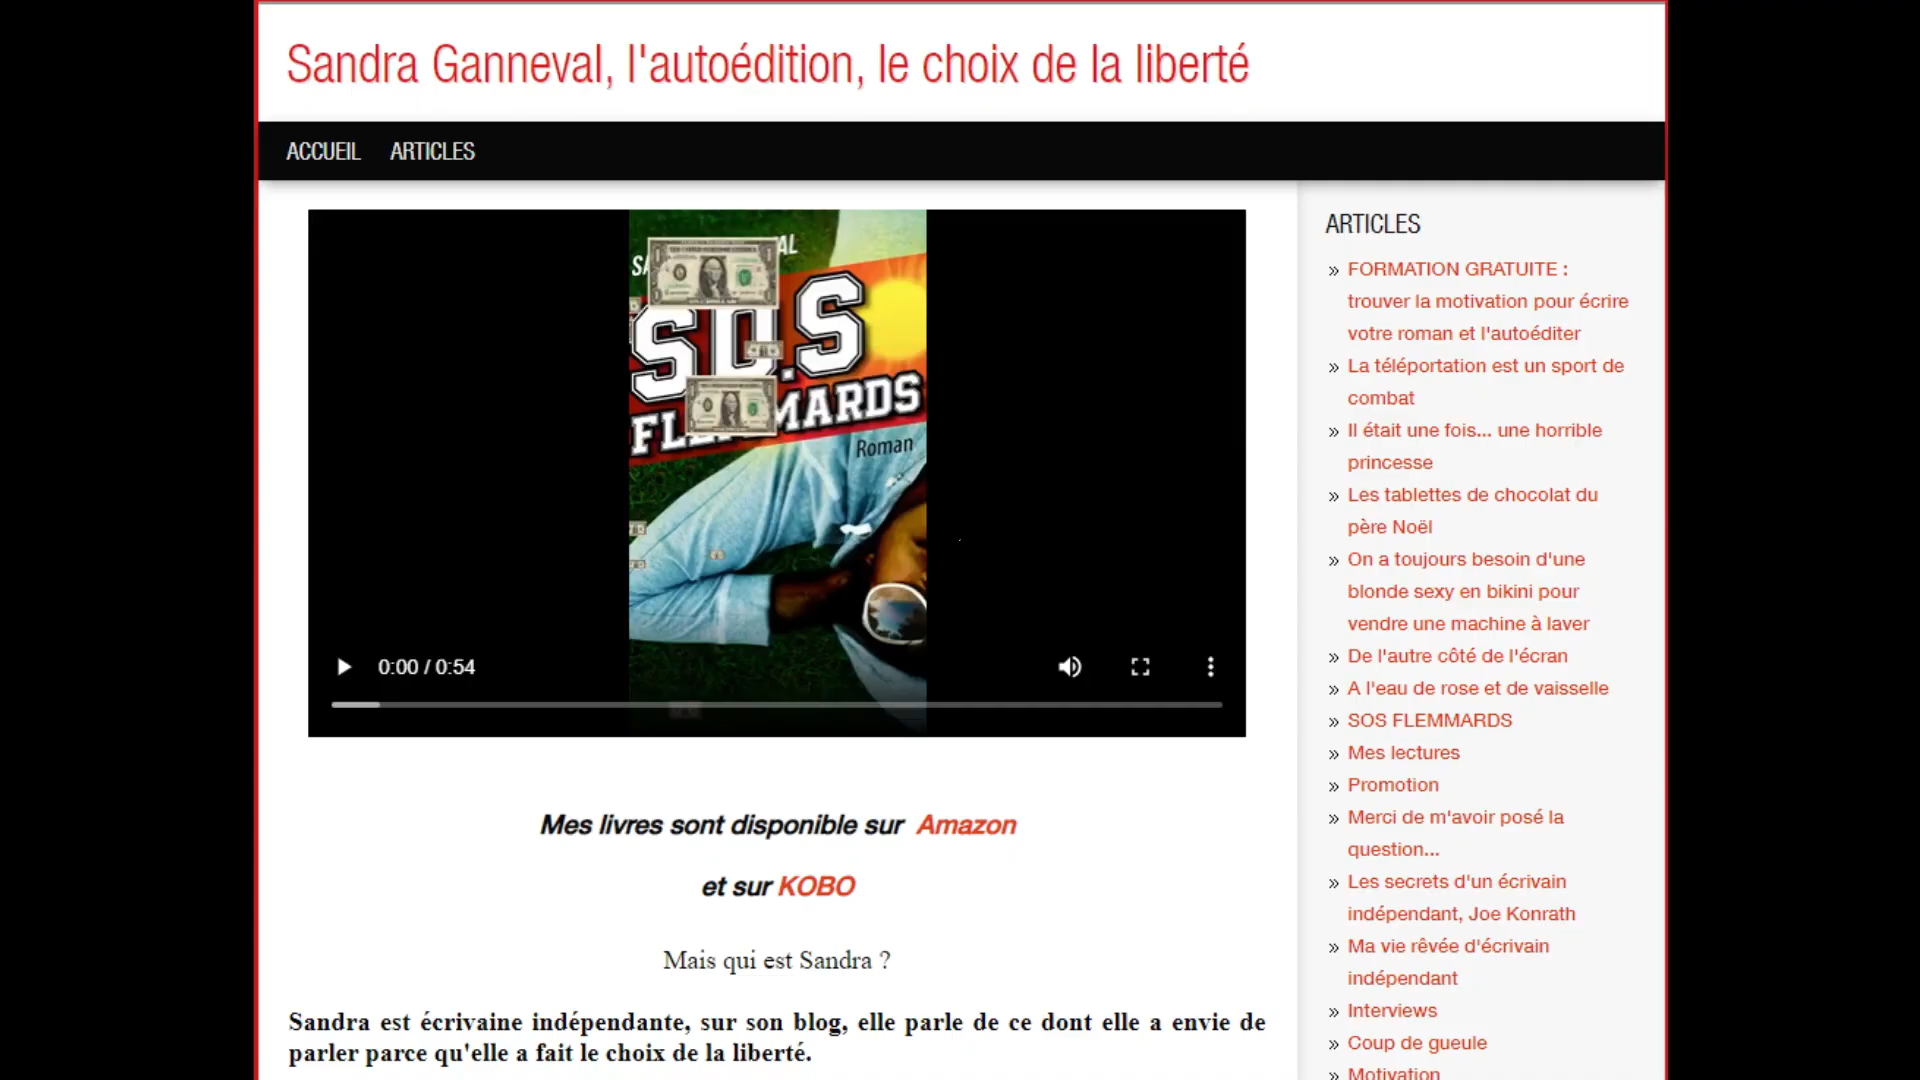 Sandra Ganneval, l'autoédition, le choix de la liberté
ACCUEIL ARTICLES
S.O.S
Roman
0:00 / 0:54
Mes livres sont disponible sur Amazon
et sur KOBO
Mais qui est Sandra ?
Sandra est écrivaine indépendante, sur son blog, elle parle de ce dont elle a envie de
parler parce qu'elle a fait le choix de la liberté.
ARTICLES
» FORMATION GRATUITE :
trouver la motivation pour écrire
votre roman et l'autoéditer
» La téléportation est un sport de
combat
» Il était une fois... une horrible
princesse
» Les tablettes de chocolat du
père Noël
» On a toujours besoin d'une
blonde sexy en bikini pour
vendre une machine à laver
» De l'autre côté de l'écran
» A l'eau de rose et de vaisselle
» SOS FLEMMARDS
» Mes lectures
» Promotion
» Merci de m'avoir posé la
question...
» Les secrets d'un écrivain
indépendant, Joe Konrath
» Ma vie rêvée d'écrivain
indépendant
» Interviews
» Coup de gueule
» Motivation